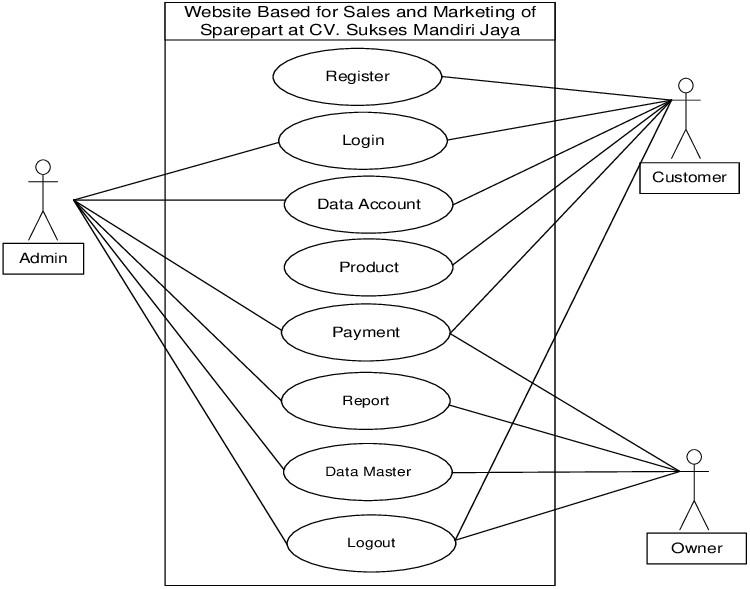 Website Based for Sales and Marketing of
Sparepart at CV. Sukses Mandiri Jaya
Register
Login
Data Account
Product
Payment
Report
Data Master
Logout
Admin
Customer
Owner